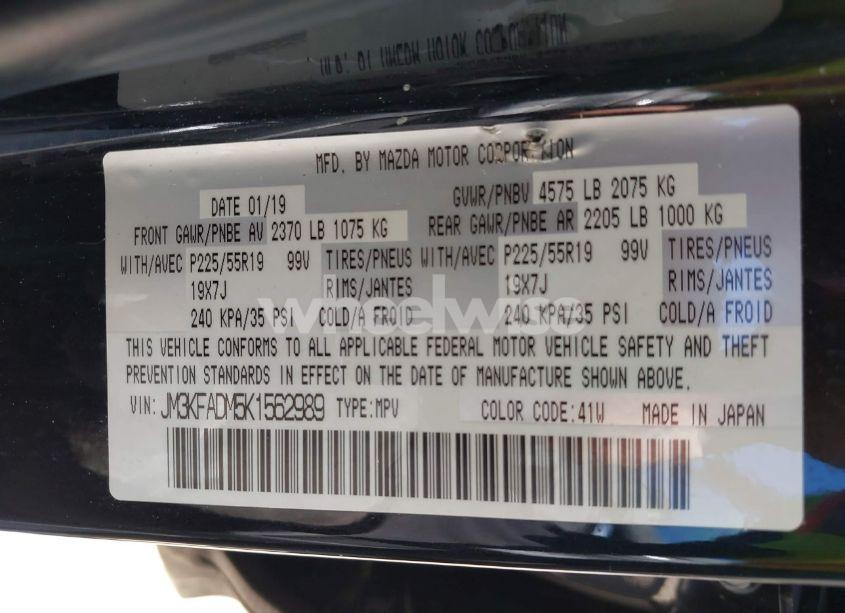 MFD. BY MAZDA MOTOR CORPORATION
DATE 01/19 GVWR/PNBV 4575 LB 2075 KG
FRONT GAWR/PNBE AV 2370 LB 1075 KG REAR GAWR/PNBE AR 2205 LB 1000 KG
WITH/AVEC P225/55R19 99V TIRES/PNEUS WITH/AVEC P225/55R19 99V TIRES/PNEUS
19X7J RIMS/JANTES 19X7J RIMS/JANTES
240 KPA/35 PSI COLD/A FROID 240 KPA/35 PSI COLD/A FROID
wheelwise
THIS VEHICLE CONFORMS TO ALL APPLICABLE FEDERAL MOTOR VEHICLE SAFETY AND THEFT
PREVENTION STANDARDS IN EFFECT ON THE DATE OF MANUFACTURE SHOWN ABOVE.
VIN: JM3KFADM5K1562989 TYPE:MPV COLOR CODE:41W MADE IN JAPAN